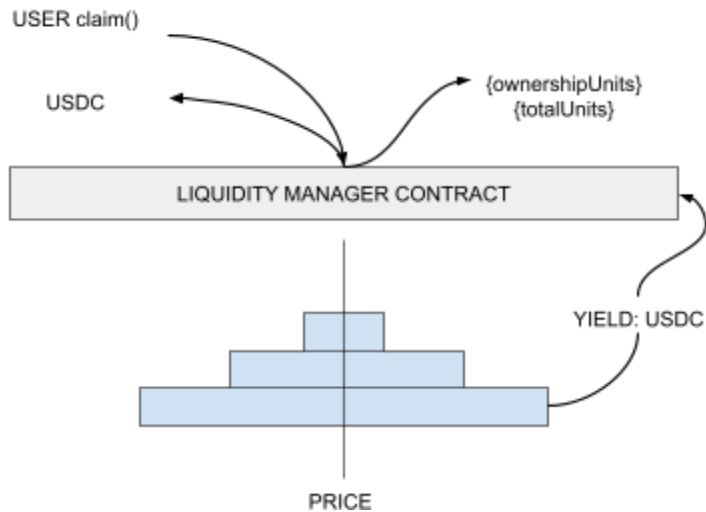 USER claim()
USDC
{ownershipUnits}
{totalUnits}
LIQUIDITY MANAGER CONTRACT
YIELD: USDC
PRICE